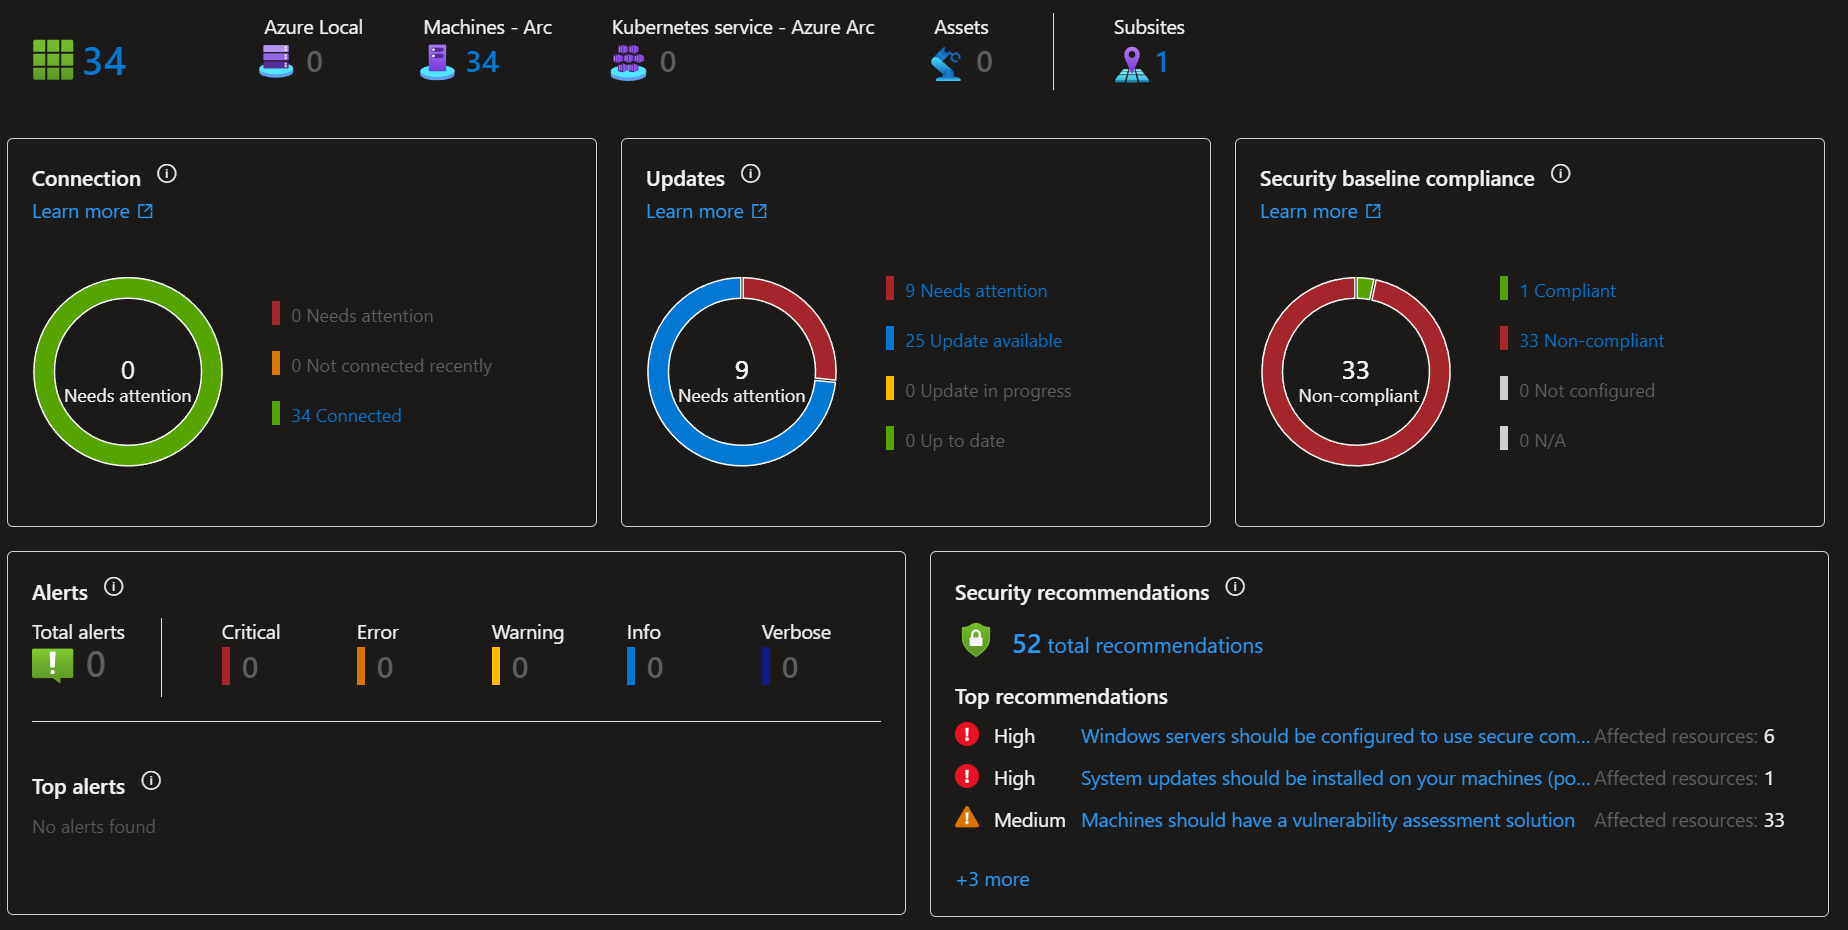 34
Azure Local
0
Machines - Arc
34
Kubernetes service - Azure Arc
0
Assets
0
Subsites
1
Connection
Learn more
0
Needs attention
0 Needs attention
0 Not connected recently
34 Connected
Updates
Learn more
9
Needs attention
9 Needs attention
25 Update available
0 Update in progress
0 Up to date
Security baseline compliance
Learn more
33
Non-compliant
1 Compliant
33 Non-compliant
0 Not configured
0 N/A
Alerts
Total alerts
0
Critical
0
Error
0
Warning
0
Info
0
Verbose
0
Top alerts
No alerts found
Security recommendations
52 total recommendations
Top recommendations
High Windows servers should be configured to use secure com... Affected resources: 6
High System updates should be installed on your machines (po... Affected resources: 1
Medium Machines should have a vulnerability assessment solution Affected resources: 33
+3 more